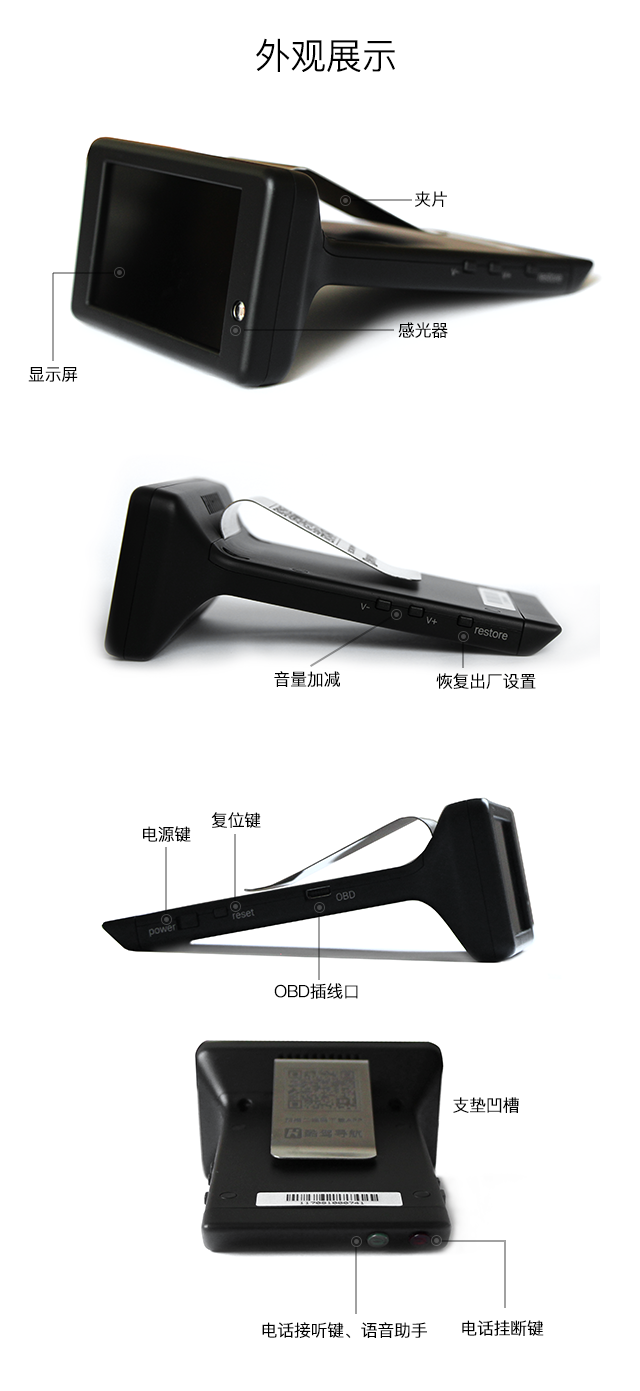 外观展示
夹片
感光器
显示屏
V-
V+
restore
音量加减
恢复出厂设置
复位键
电源键
OBD
reset
power
OBD插线口
支垫凹槽
电话接听键、语音助手
电话挂断键